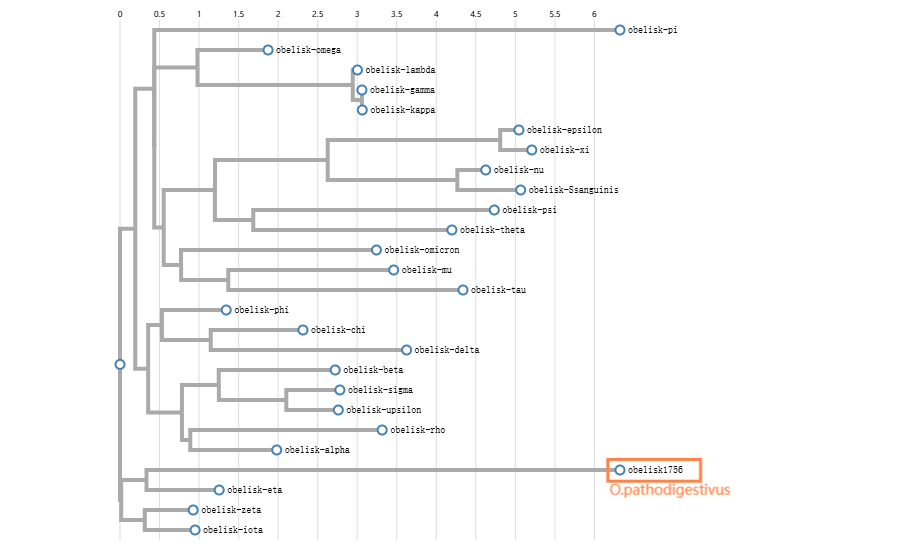 0 0.5 1 1.5 2 2.5 3 3.5 4 4.5 5 5.5 6
obelisk-pi
obelisk-omega
obelisk-lambda
obelisk-gamma
obelisk-kappa
obelisk-epsilon
obelisk-xi
obelisk-nu
obelisk-Ssanguinis
obelisk-psi
obelisk-theta
obelisk-omicron
obelisk-mu
obelisk-tau
obelisk-phi
obelisk-chi
obelisk-delta
obelisk-beta
obelisk-sigma
obelisk-upsilon
obelisk-rho
obelisk-alpha
obelisk1756
O.pathodigestivus
obelisk-eta
obelisk-zeta
obelisk-iota